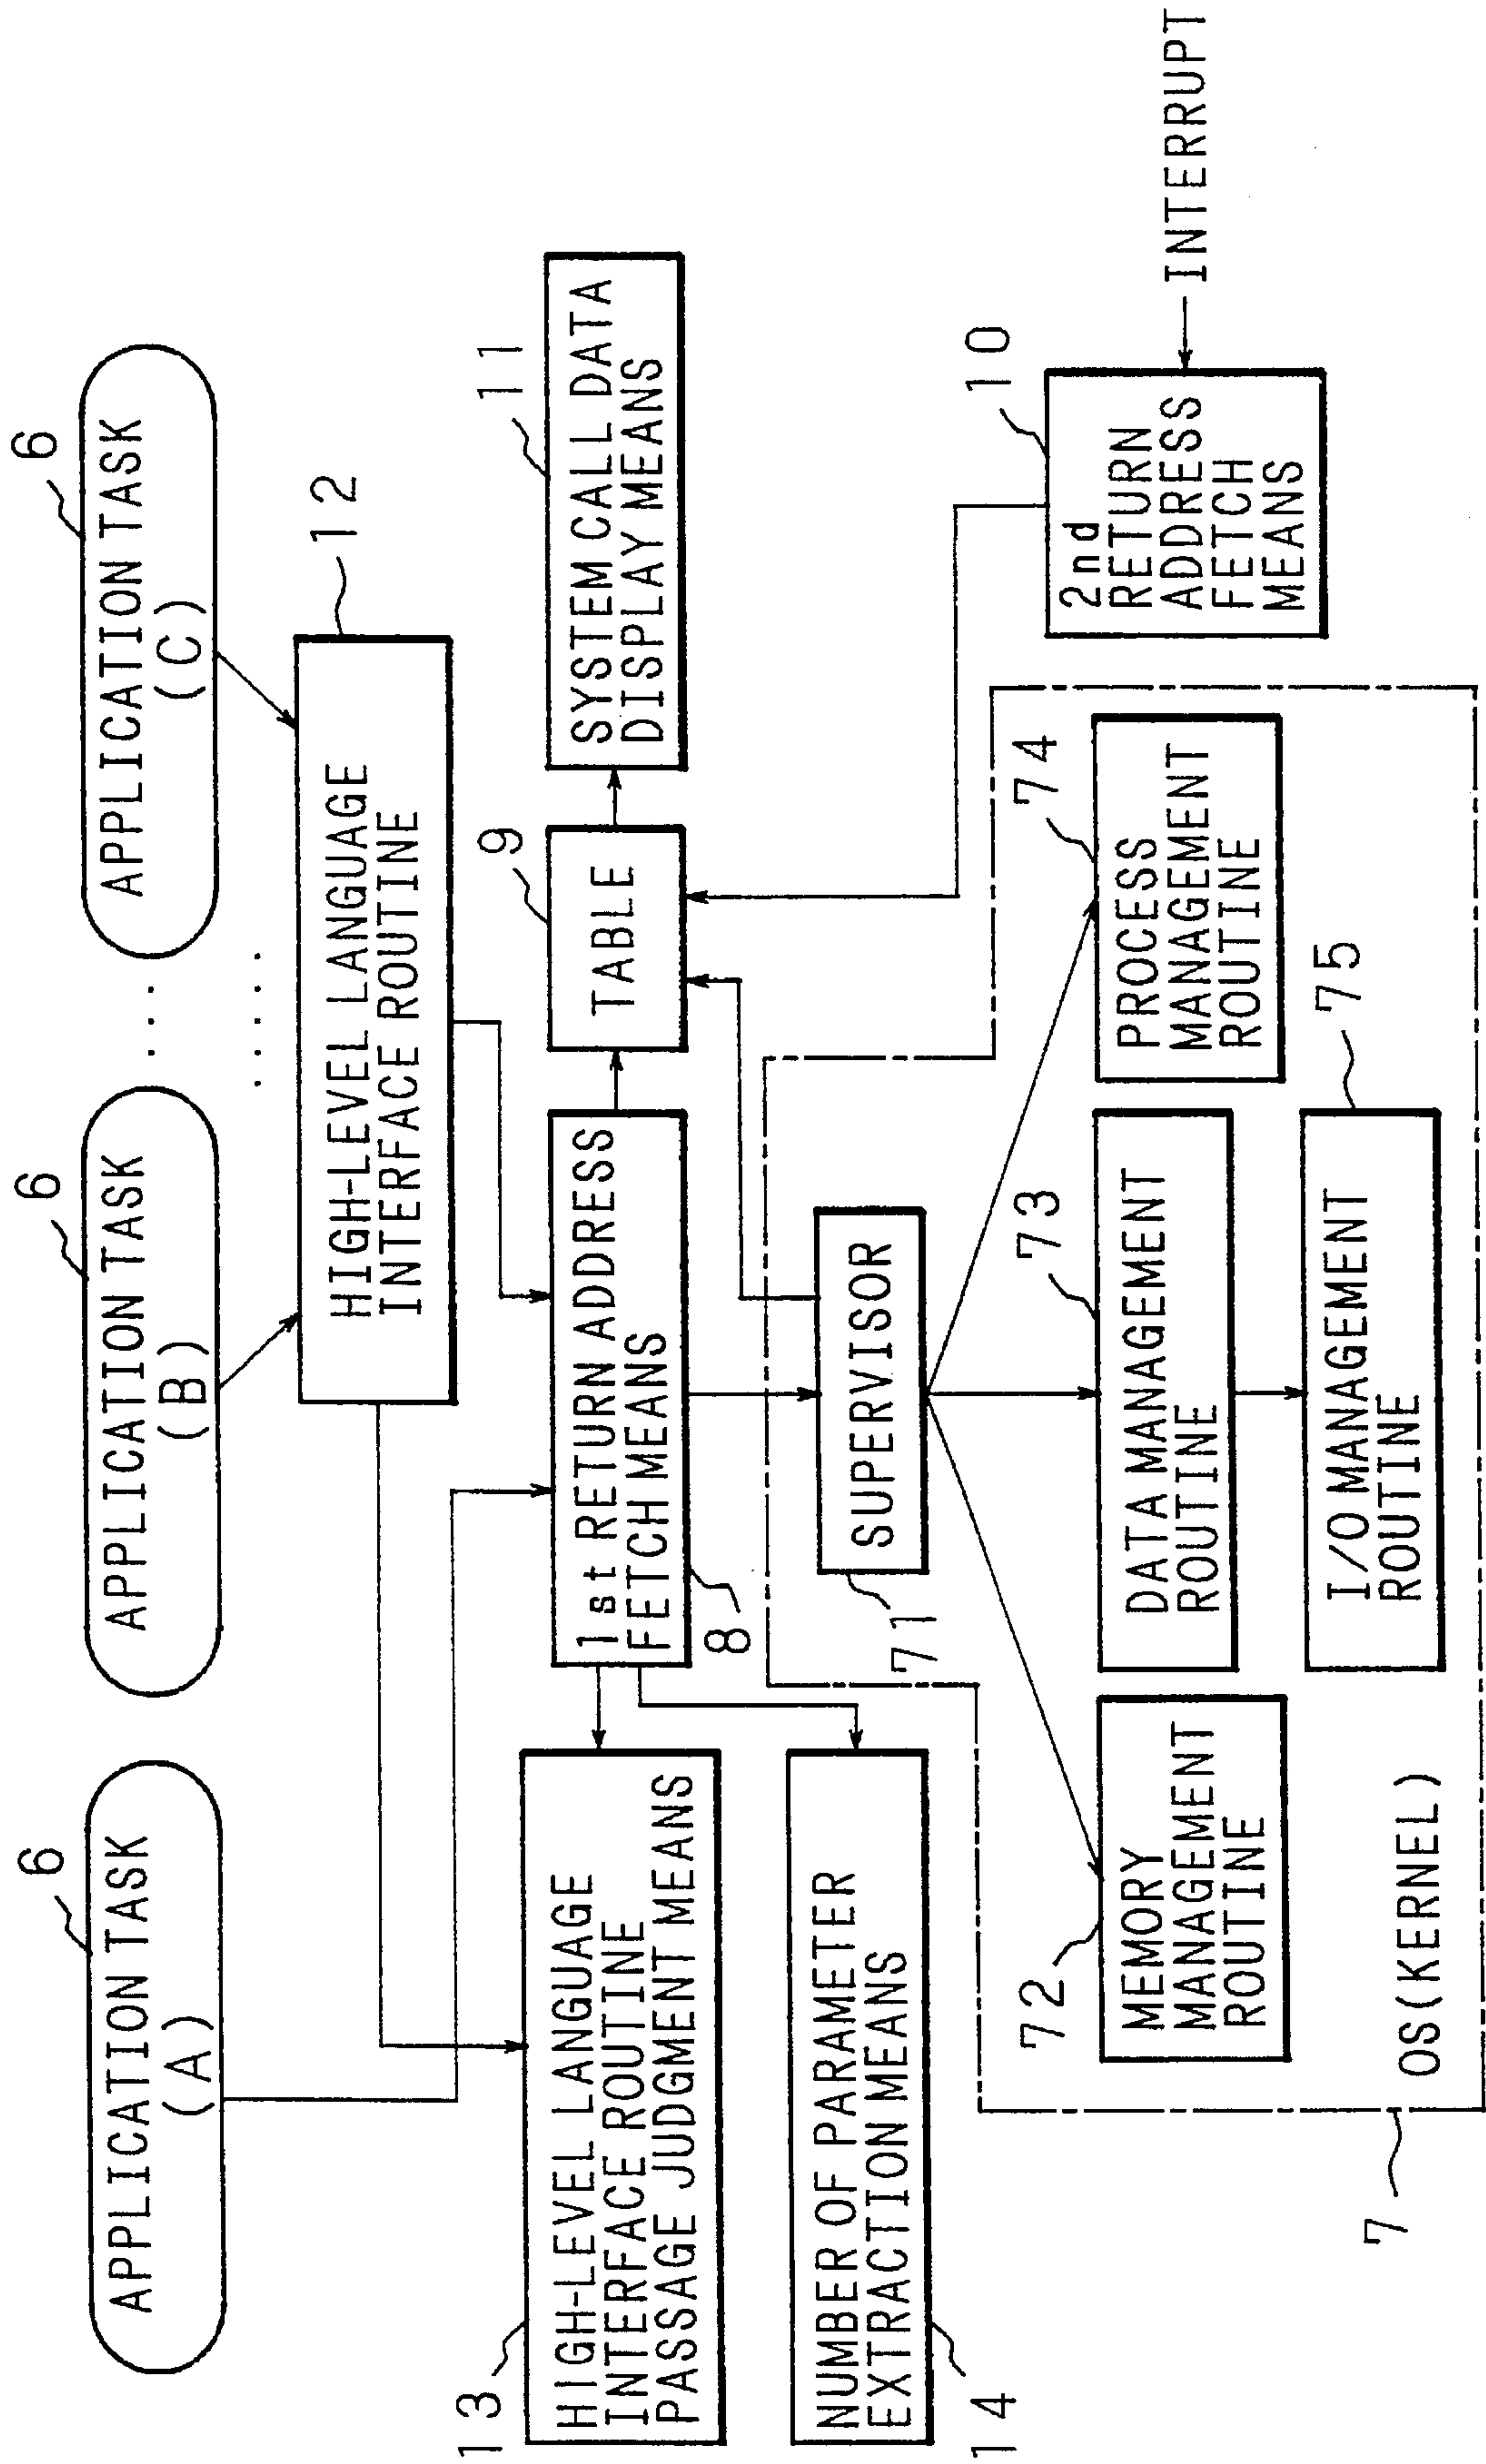 6
APPLICATION TASK
(A)
6
APPLICATION TASK
(B)
...
6
APPLICATION TASK
(C)
.....
12
HIGH-LEVEL LANGUAGE
INTERFACE ROUTINE
13
HIGH-LEVEL LANGUAGE
INTERFACE ROUTINE
PASSAGE JUDGMENT MEANS
1st RETURN ADDRESS
FETCH MEANS
8
9
TABLE
11
SYSTEM CALL DATA
DISPLAY MEANS
14
NUMBER OF PARAMETER
EXTRACTION MEANS
71
SUPERVISOR
10
2nd
RETURN
ADDRESS
FETCH
MEANS
INTERRUPT
72
MEMORY
MANAGEMENT
ROUTINE
73
DATA MANAGEMENT
ROUTINE
74
PROCESS
MANAGEMENT
ROUTINE
75
I/O MANAGEMENT
ROUTINE
7
OS(KERNEL)